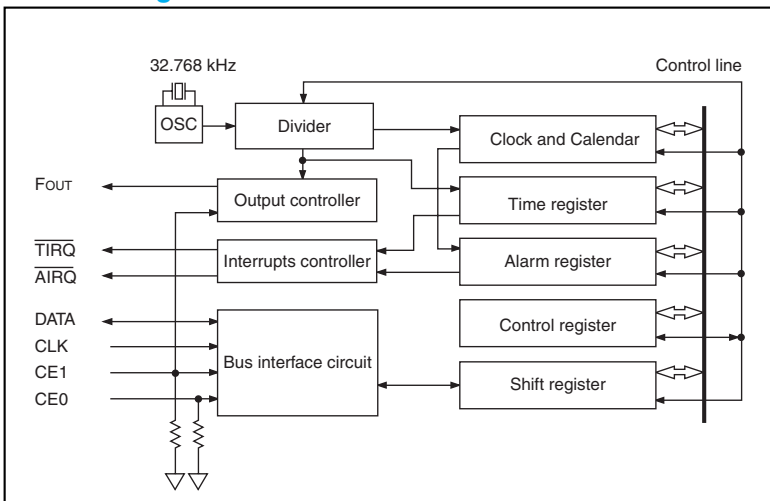 32.768 kHz
Control line
OSC
Divider
Clock and Calendar
FOUT
Output controller
Time register
TIRQ
Interrupts controller
AIRQ
Alarm register
DATA
Control register
CLK
Bus interface circuit
CE1
Shift register
CE0